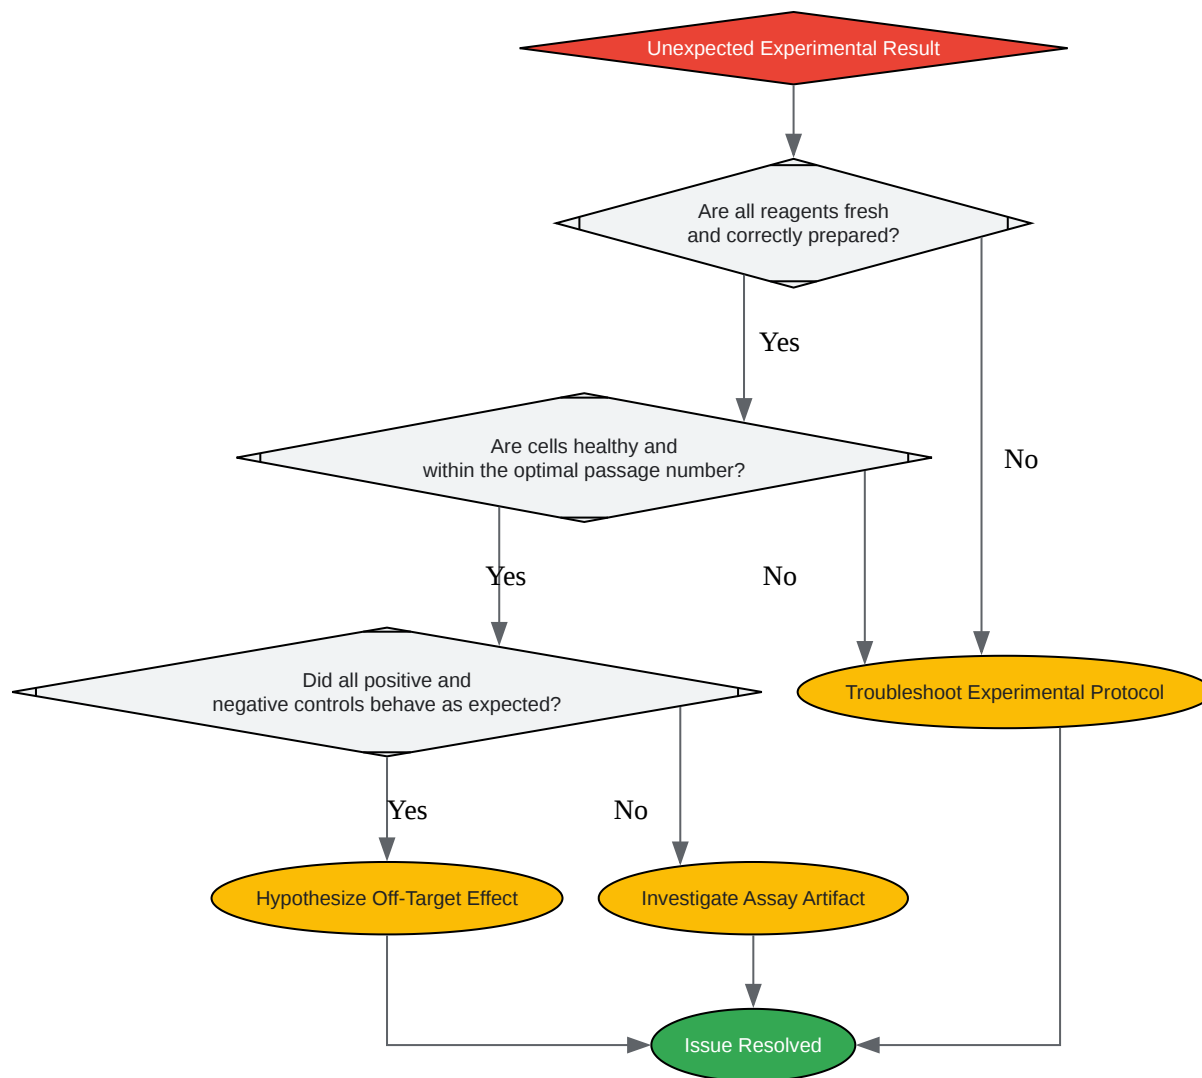 Unexpected Experimental Result
Are all reagents fresh
and correctly prepared?
Yes
Are cells healthy and
within the optimal passage number?
No
Yes
No
Did all positive and
negative controls behave as expected?
Troubleshoot Experimental Protocol
Yes
No
Hypothesize Off-Target Effect
Investigate Assay Artifact
Issue Resolved